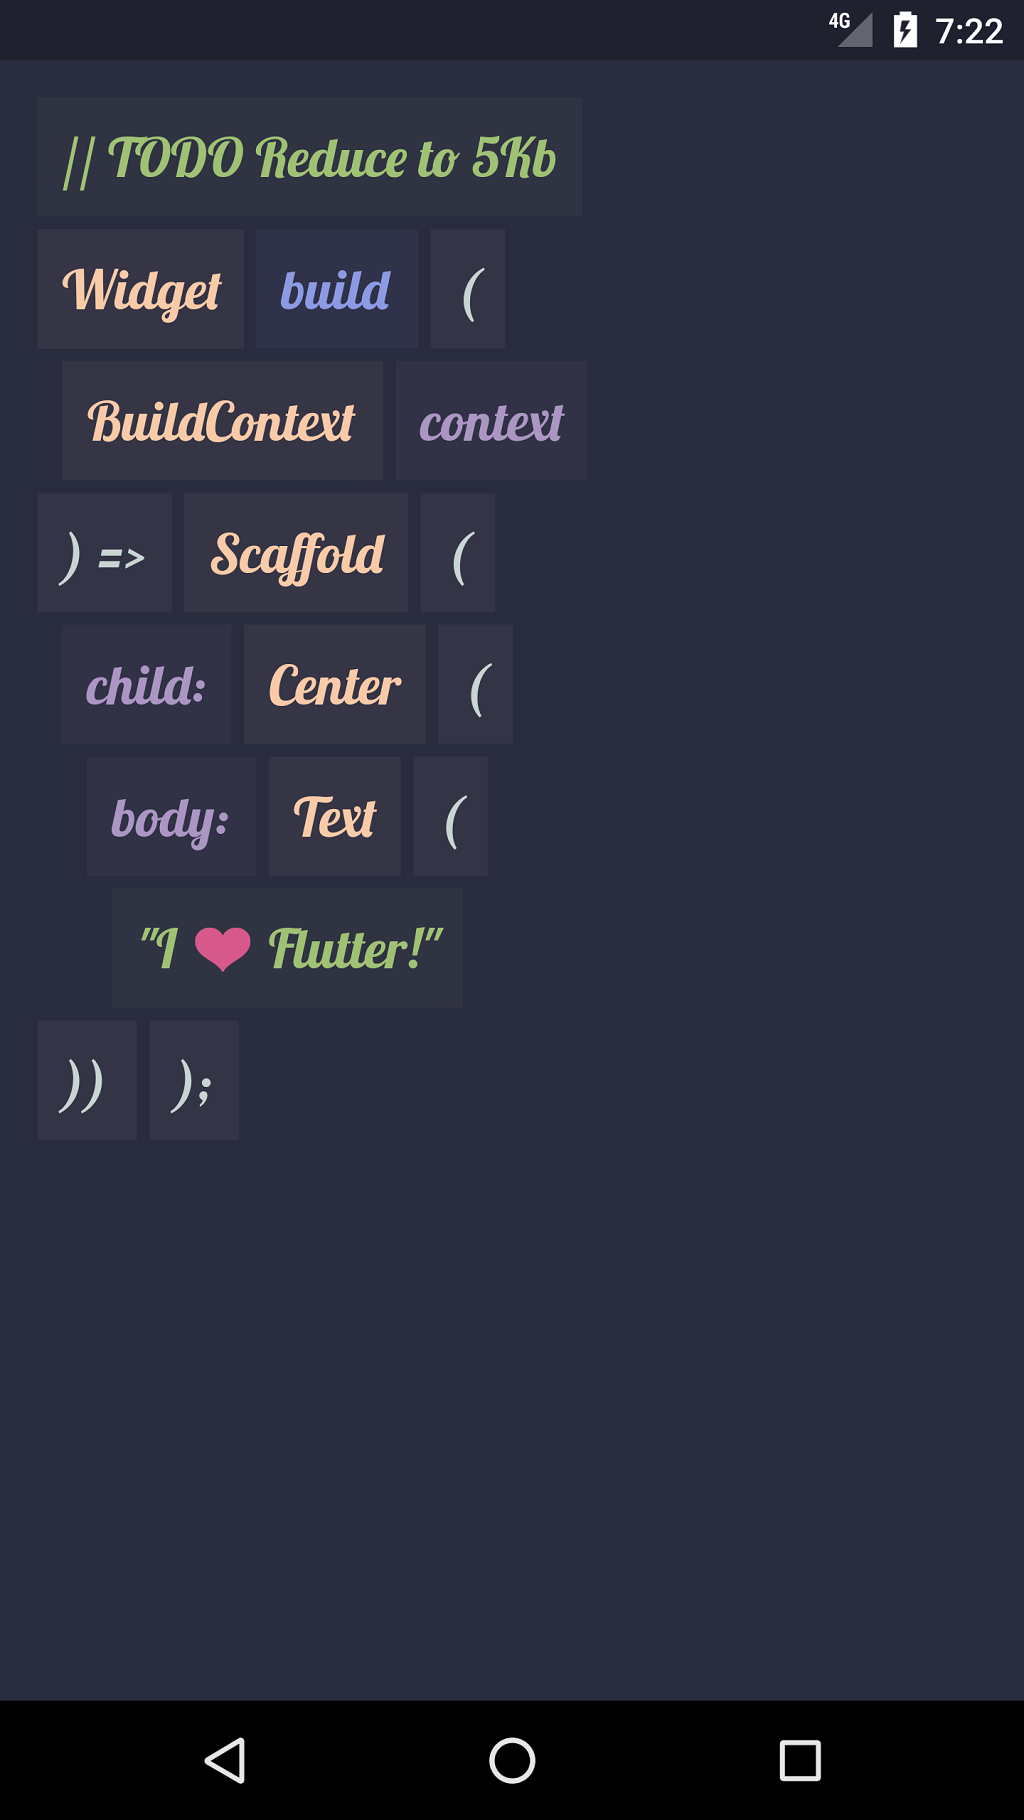 4G 7:22
// TODO Reduce to 5Kb
Widget build (
BuildContext context
) => Scaffold (
child: Center (
body: Text (
"I ❤ Flutter!"
)) );